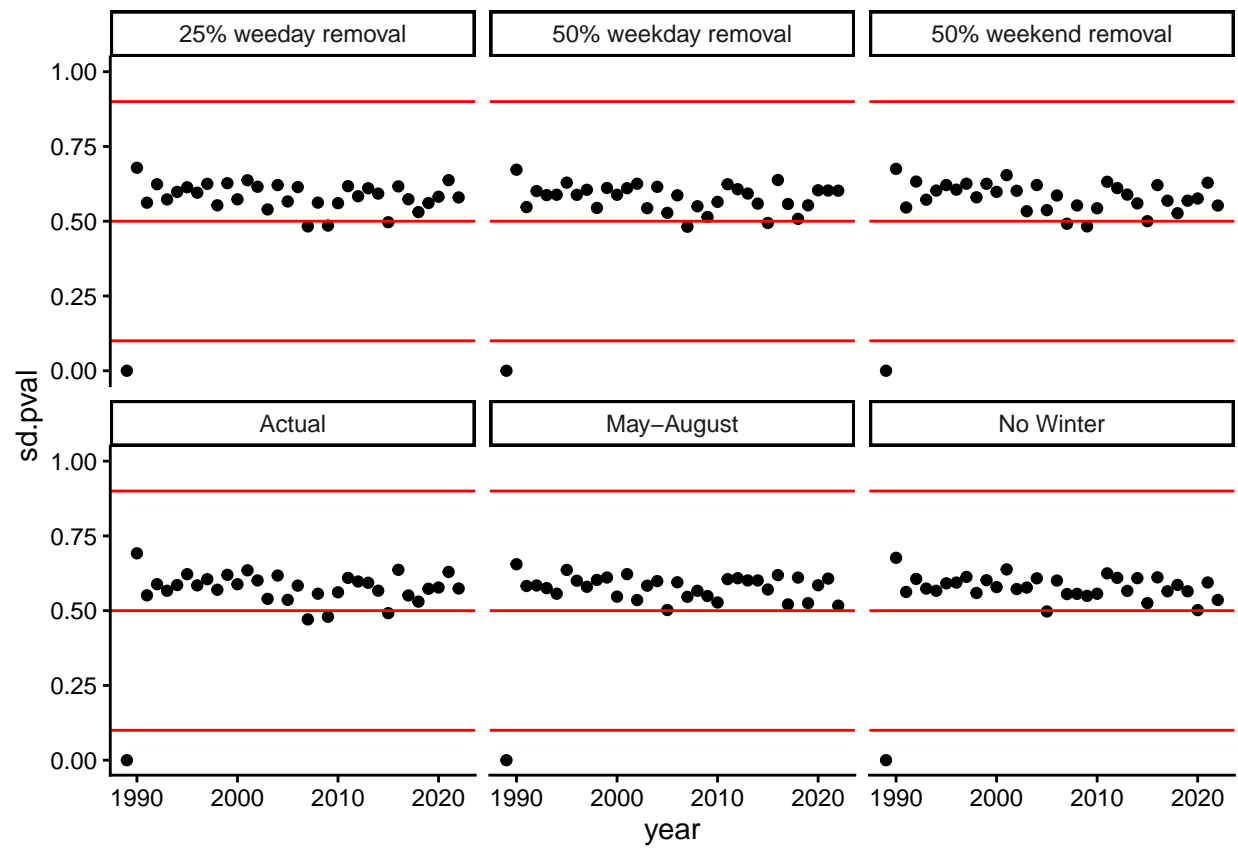 25% weeday removal
50% weekday removal
50% weekend removal
1.00
0.75
0.50
0.25
0.00
sd.pval
Actual
May−August
No Winter
1.00
0.75
0.50
0.25
0.00
1990 2000 2010 2020
1990 2000 2010 2020
1990 2000 2010 2020
year